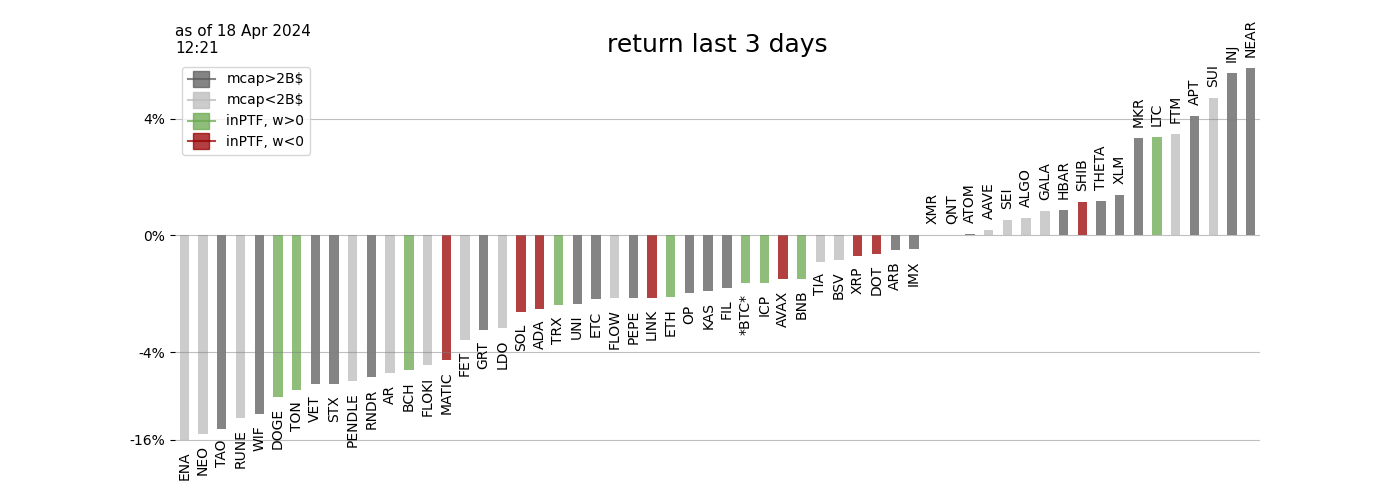 as of 18 Apr 2024
12:21
return last 3 days
mcap>2B$
mcap<2B$
inPTF, w>0
inPTF, w<0
4%
0%
-4%
-16%
ENA
NEO
TAO
RUNE
WIF
DOGE
TON
VET
STX
PENDLE
RNDR
AR
BCH
FLOKI
MATIC
FET
GRT
LDO
SOL
ADA
TRX
UNI
ETC
FLOW
PEPE
LINK
ETH
OP
KAS
FIL
*BTC*
ICP
AVAX
BNB
TIA
BSV
XRP
DOT
ARB
IMX
XMR
QNT
ATOM
AAVE
SEI
ALGO
GALA
HBAR
SHIB
THETA
XLM
MKR
LTC
FTM
APT
SUI
INJ
NEAR